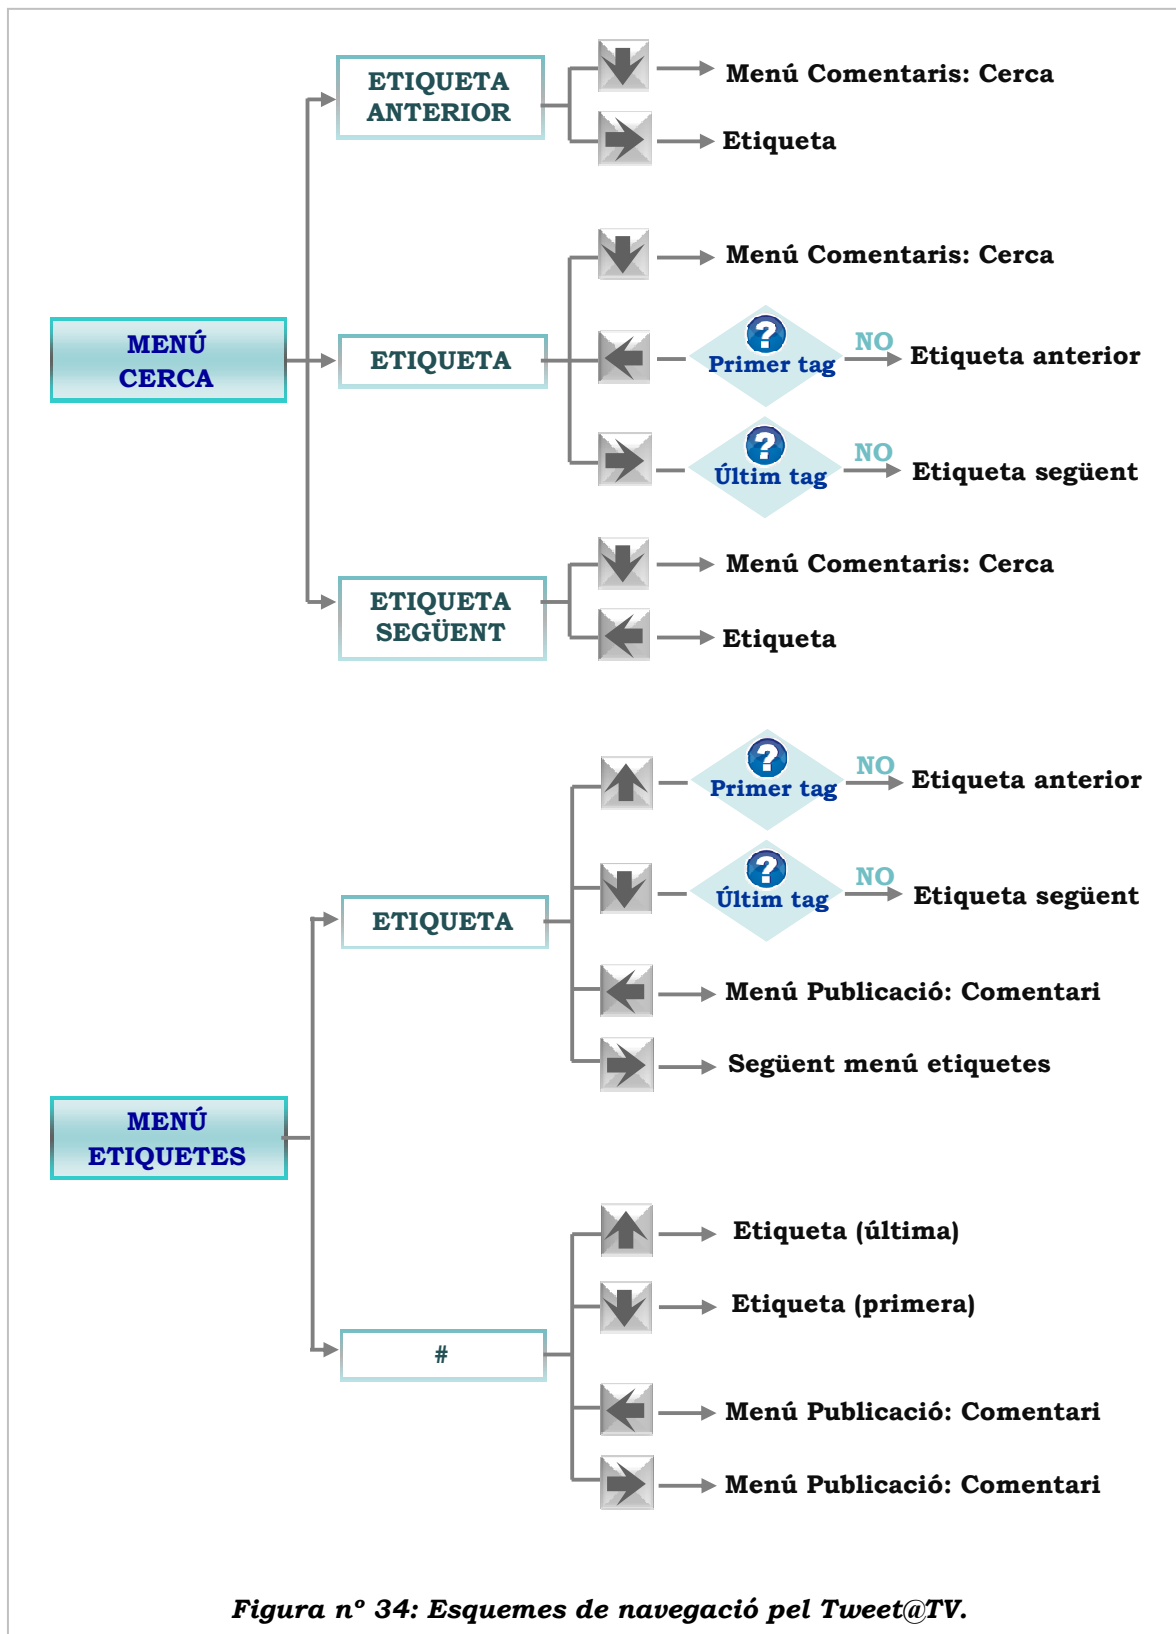 ETIQUETA
ANTERIOR
Menú Comentaris: Cerca
Etiqueta
MENÚ
CERCA
ETIQUETA
Menú Comentaris: Cerca
?
Primer tag
NO
Etiqueta anterior
?
Últim tag
NO
Etiqueta següent
ETIQUETA
SEGÜENT
Menú Comentaris: Cerca
Etiqueta
MENÚ
ETIQUETES
ETIQUETA
?
Primer tag
NO
Etiqueta anterior
?
Últim tag
NO
Etiqueta següent
Menú Publicació: Comentari
Següent menú etiquetes
#
Etiqueta (última)
Etiqueta (primera)
Menú Publicació: Comentari
Menú Publicació: Comentari
Figura nº 34: Esquemes de navegació pel Tweet@TV.